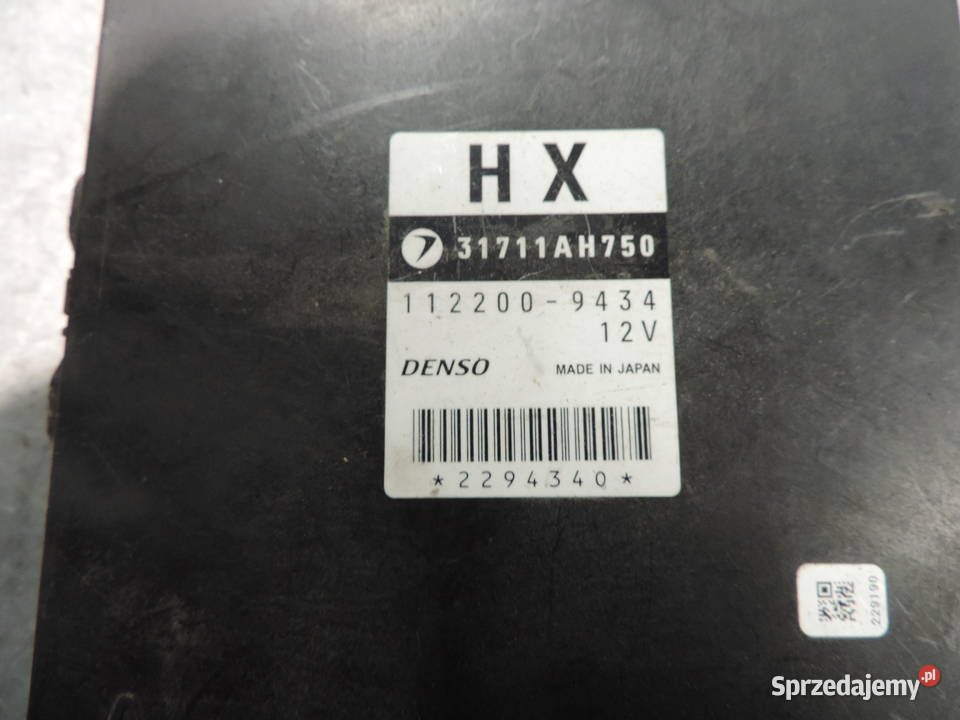 HX
31711AH750
112200-9434
12V
DENSO MADE IN JAPAN
*2294340*
229190
Sprzedajemy.pl